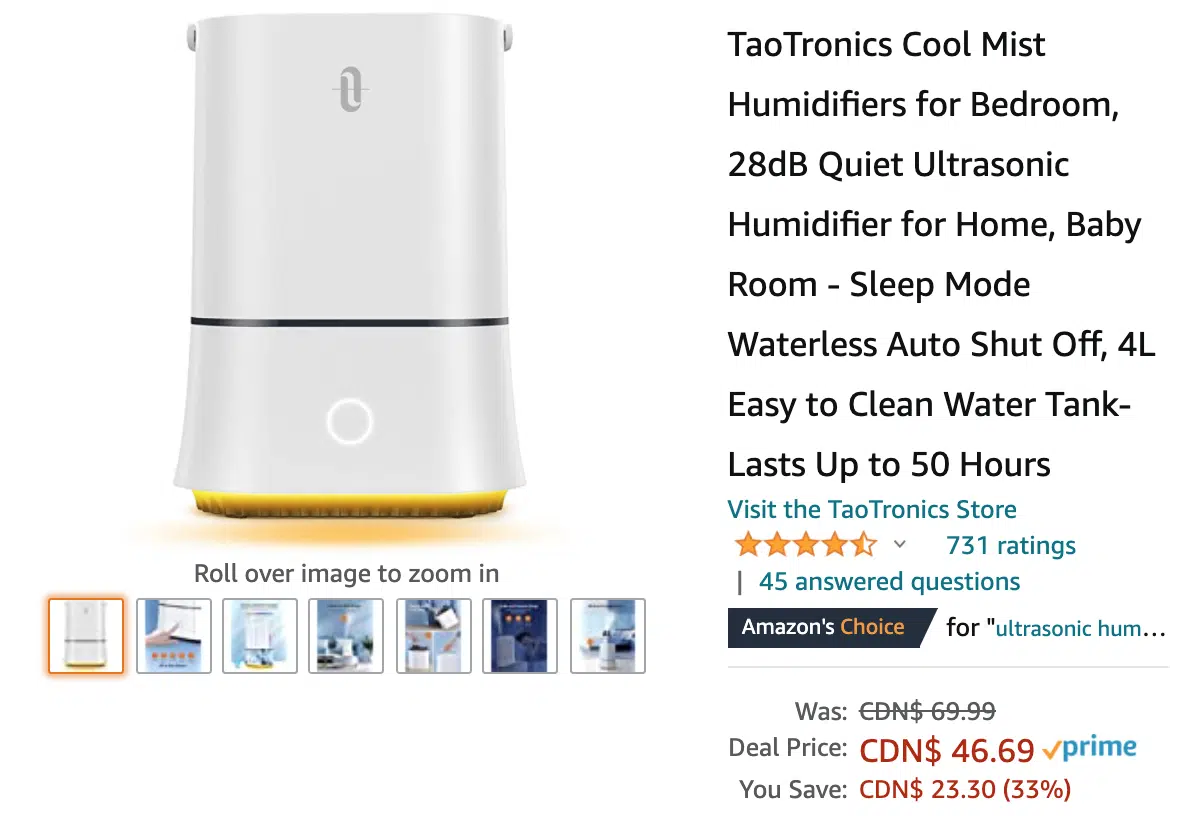 TaoTronics Cool Mist
Humidifiers for Bedroom,
28dB Quiet Ultrasonic
Humidifier for Home, Baby
Room - Sleep Mode
Waterless Auto Shut Off, 4L
Easy to Clean Water Tank-
Lasts Up to 50 Hours
Visit the TaoTronics Store
731 ratings
| 45 answered questions
Amazon's Choice for "ultrasonic hum...
Was: CDN$ 69.99
Deal Price: CDN$ 46.69 prime
You Save: CDN$ 23.30 (33%)
Roll over image to zoom in